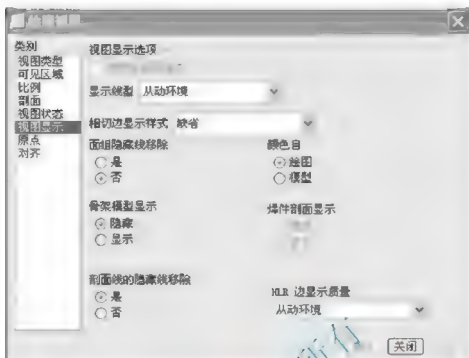 类别
视图类型
可见区域
比例
剖面
视图状态
视图显示
原点
对齐
视图显示选项
显示线型 从动环境
相切边显示样式 缺省
面组隐藏线移除
是
否
颜色自
绘图
模型
骨架模型显示
隐藏
显示
焊件剖面显示
剖面线的隐藏线移除
是
否
HLR 边显示质量
从动环境
关闭